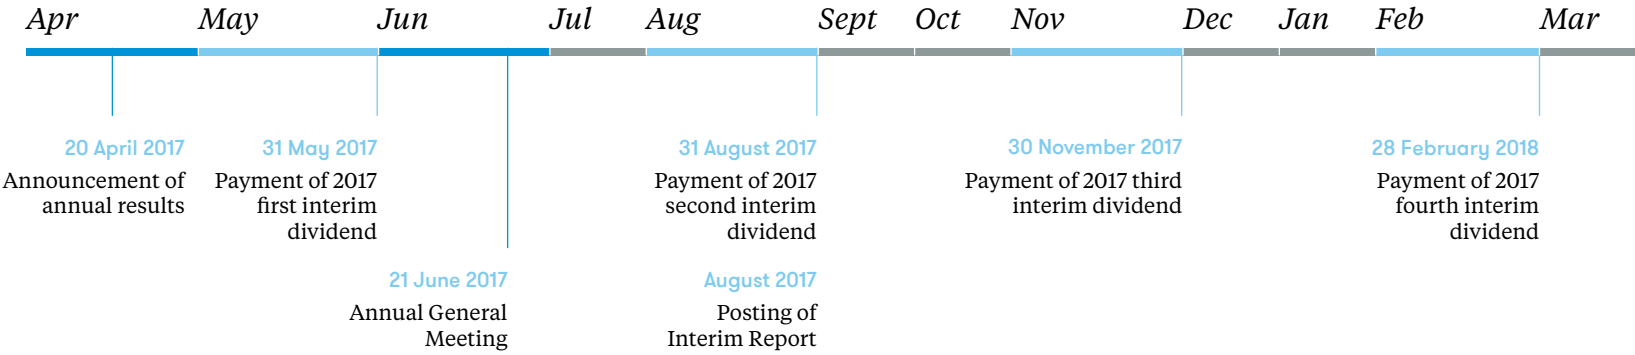 Apr May Jun Jul Aug Sept Oct Nov Dec Jan Feb Mar
20 April 2017
Announcement of
annual results
31 May 2017
Payment of 2017
first interim
dividend
21 June 2017
Annual General
Meeting
31 August 2017
Payment of 2017
second interim
dividend
August 2017
Posting of
Interim Report
30 November 2017
Payment of 2017 third
interim dividend
28 February 2018
Payment of 2017
fourth interim
dividend